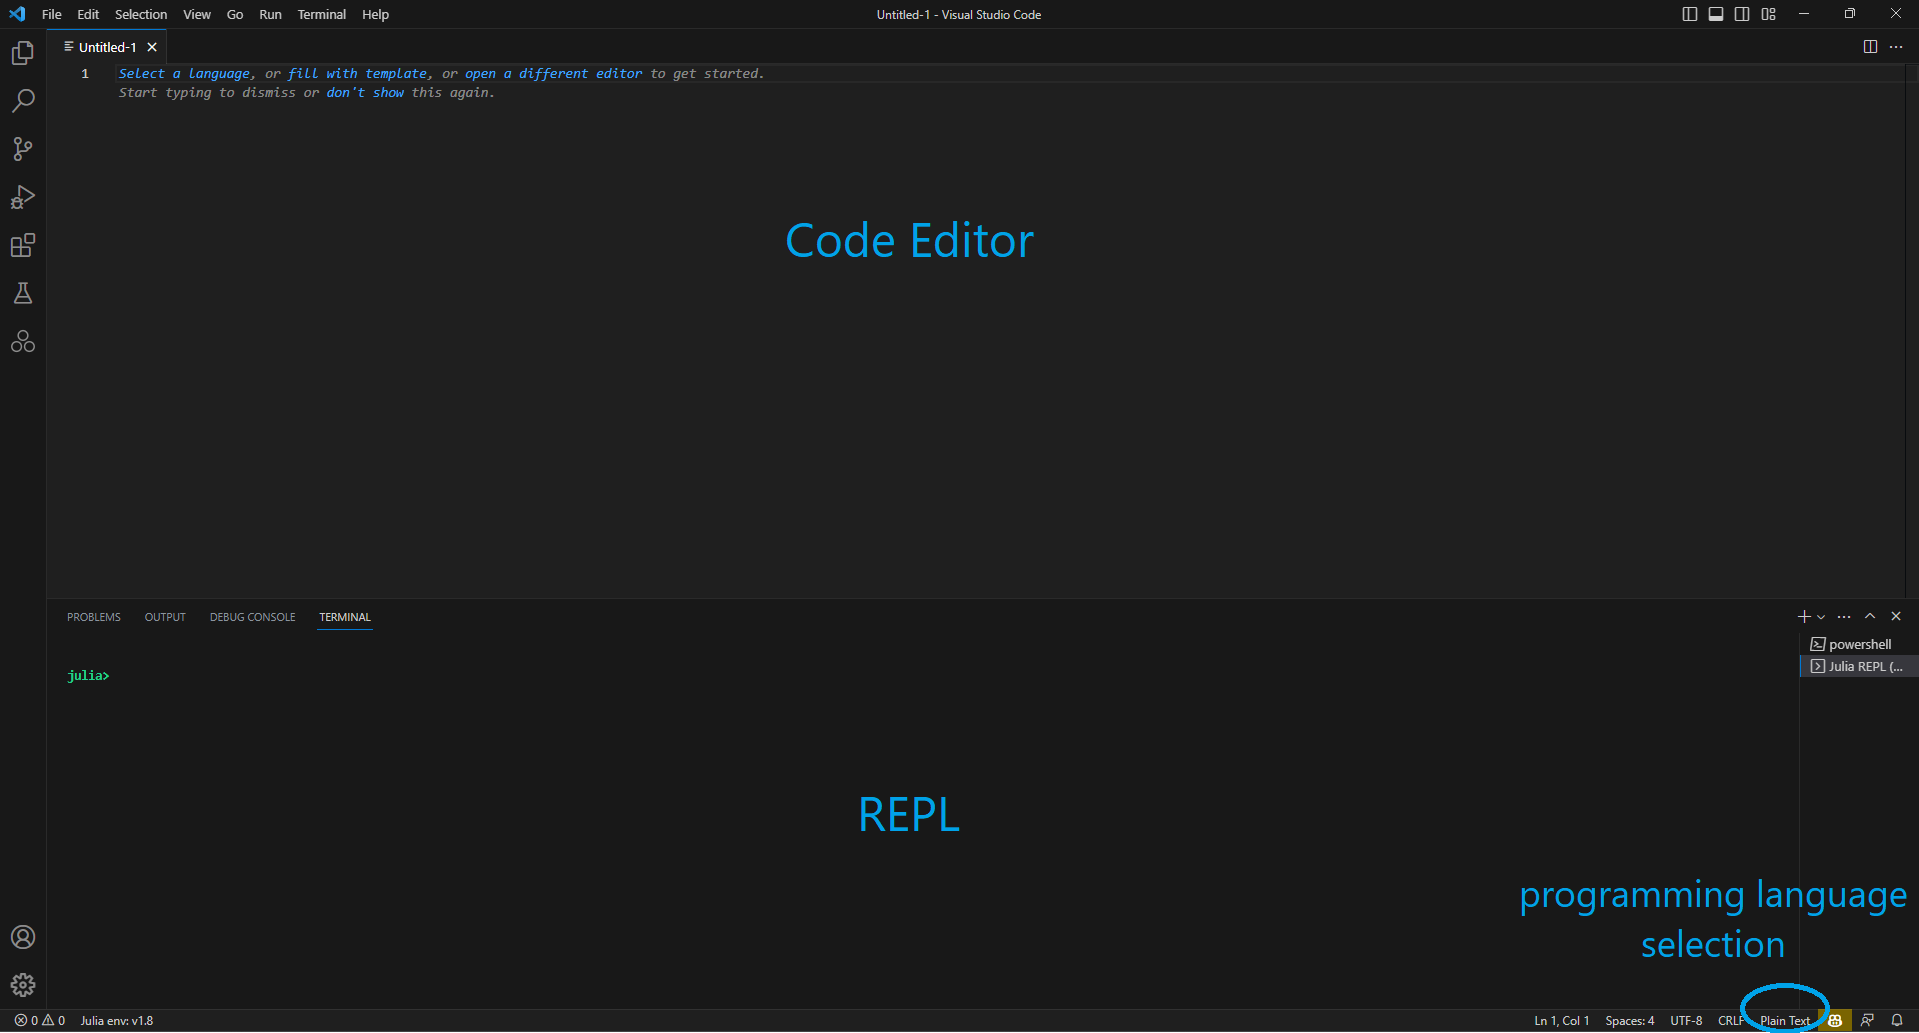 File Edit Selection View Go Run Terminal Help
Untitled-1 - Visual Studio Code
Untitled-1
1 Select a language, or fill with template, or open a different editor to get started.
Start typing to dismiss or don't show this again.
Code Editor
PROBLEMS OUTPUT DEBUG CONSOLE TERMINAL
powershell
Julia REPL (...
julia>
REPL
programming language
selection
0 0 Julia env: v1.8 Ln 1, Col 1 Spaces: 4 UTF-8 CRLF Plain Text